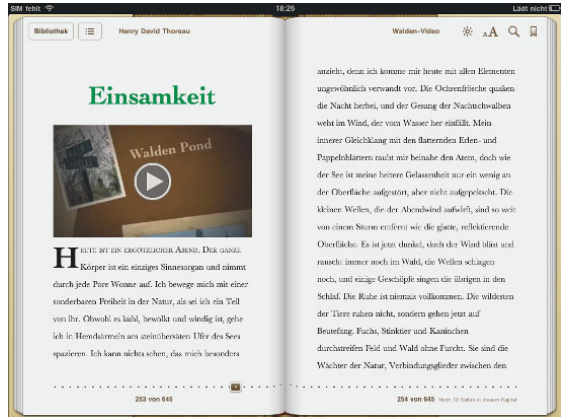 SIM fehlt
18:26
Lädt nicht
Bibliothek
Henry David Thoreau
Walden-Video
AA
Einsamkeit
Walden Pond
HEUTE IST EIN ERGÖTZLICHER ABEND. DER GANZE
Körper ist ein einziges Sinnesorgan und nimmt
durch jede Pore Wonne auf. Ich bewege mich mit einer
sonderbaren Freiheit in der Natur, als sei ich ein Teil
von ihr. Obwohl es kahl, bewölkt und windig ist, gehe
ich in Hemdsärmeln am steinübersäten Ufer des Sees
spazieren. Ich kann nichts sehen, das mich besonders
253 von 645
anzieht, denn ich komme mir heute mit allen Elementen
ungewöhnlich verwandt vor. Die Ochsenfrösche quaken
die Nacht herbei, und der Gesang der Nachtschwalben
weht im Wind, der vom Wasser her einfällt. Mein
innerer Gleichklang mit den flatternden Erlen- und
Pappelnblättern raubt mir beinahe den Atem, doch wie
der See ist meine heitere Gelassenheit nur ein wenig an
der Oberfläche aufgestört, aber nicht aufgepeitscht. Die
kleinen Wellen, die der Abendwind aufwirft, sind so weit
von einem Sturm entfernt wie die glatte, reflektierende
Oberfläche. Es ist jetzt dunkel, doch der Wind bläst und
rauscht immer noch im Wald, die Wellen schlagen
noch, und einige Geschöpfe singen die übrigen in den
Schlaf. Die Ruhe ist niemals vollkommen. Die wildesten
der Tiere ruhen nicht, sondern gehen jetzt auf
Beutefang. Fuchs, Stinktier und Kaninchen
durchstreifen Feld und Wald ohne Furcht. Sie sind die
Wächter der Natur, Verbindungsglieder zwischen den
254 von 645
Noch 10 Seiten in diesem Kapitel